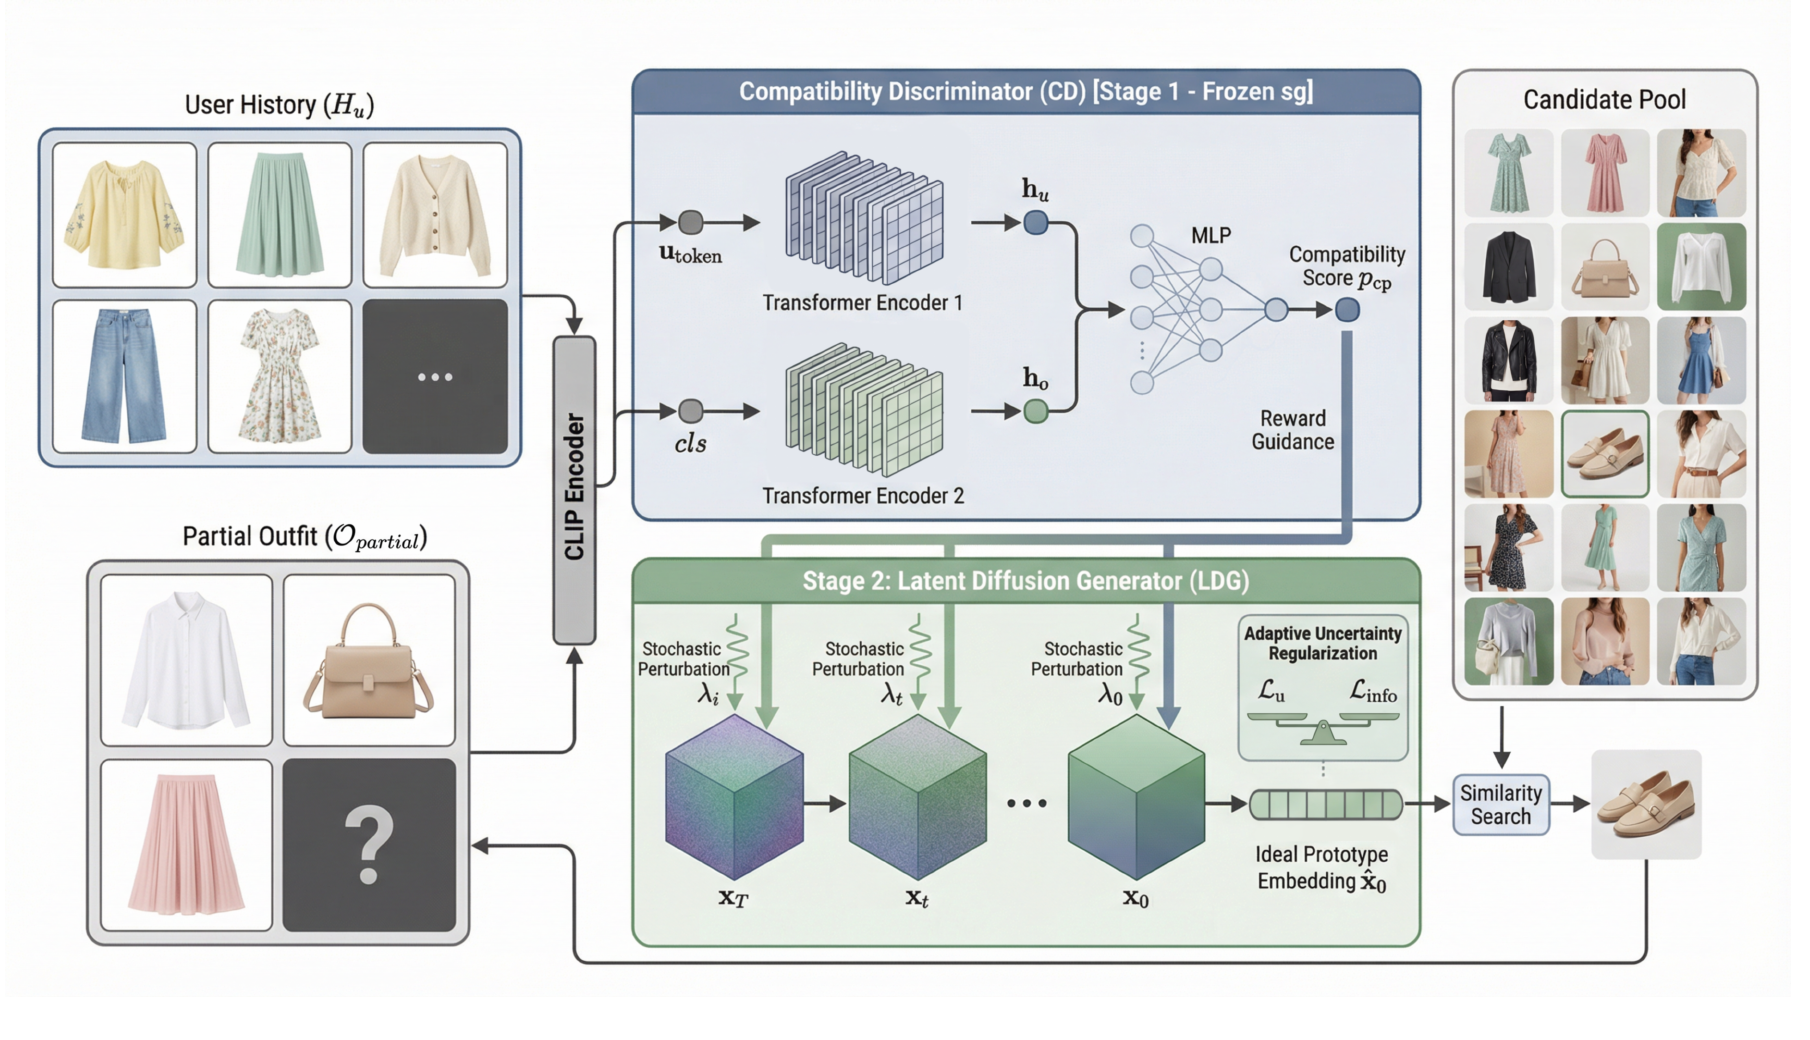 User History (Hu)
Partial Outfit (Opartial)
CLIP Encoder
Compatibility Discriminator (CD) [Stage 1 - Frozen sg]
utoken
Transformer Encoder 1
hu
cls
Transformer Encoder 2
ho
MLP
Compatibility
Score pcp
Reward
Guidance
Stage 2: Latent Diffusion Generator (LDG)
Stochastic
Perturbation
λi
Stochastic
Perturbation
λt
Stochastic
Perturbation
λ0
Adaptive Uncertainty
Regularization
ℒu
ℒinfo
xT
xt
...
x0
Ideal Prototype
Embedding x̂0
Candidate Pool
Similarity
Search
...
?